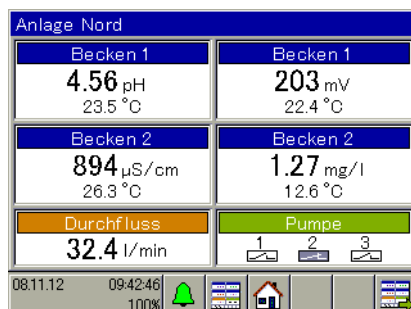 Anlage Nord
Becken 1
4.56 pH
23.5 °C
Becken 1
203 mV
22.4 °C
Becken 2
894 µS/cm
26.3 °C
Becken 2
1.27 mg/l
12.6 °C
Durchfluss
32.4 l/min
Pumpe
1 2 3
08.11.12 09:42:46
100%